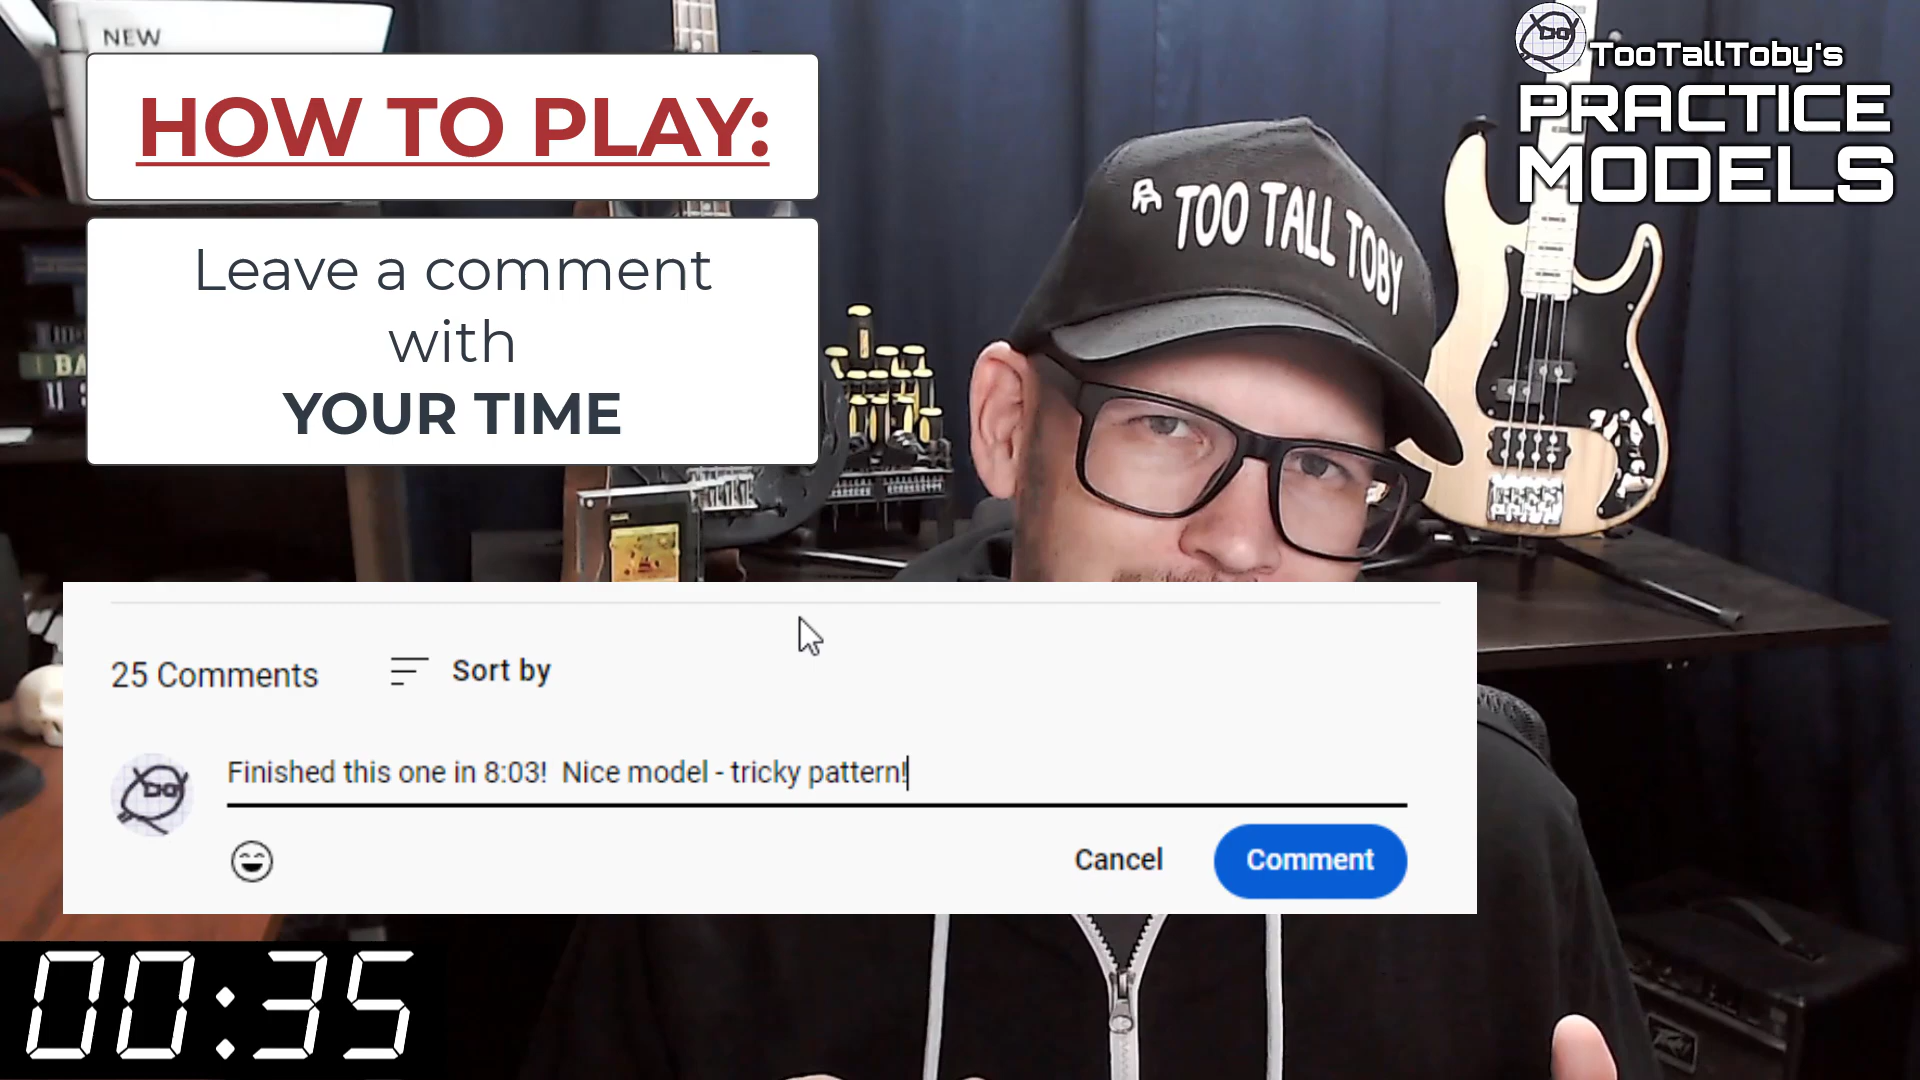 NEW
HOW TO PLAY:
Leave a comment
with
YOUR TIME
TooTallToby's
PRACTICE
MODELS
TOO TALL TOBY
25 Comments
Sort by
Finished this one in 8:03!  Nice model - tricky pattern!
Cancel
Comment
00:35
PEAVEY